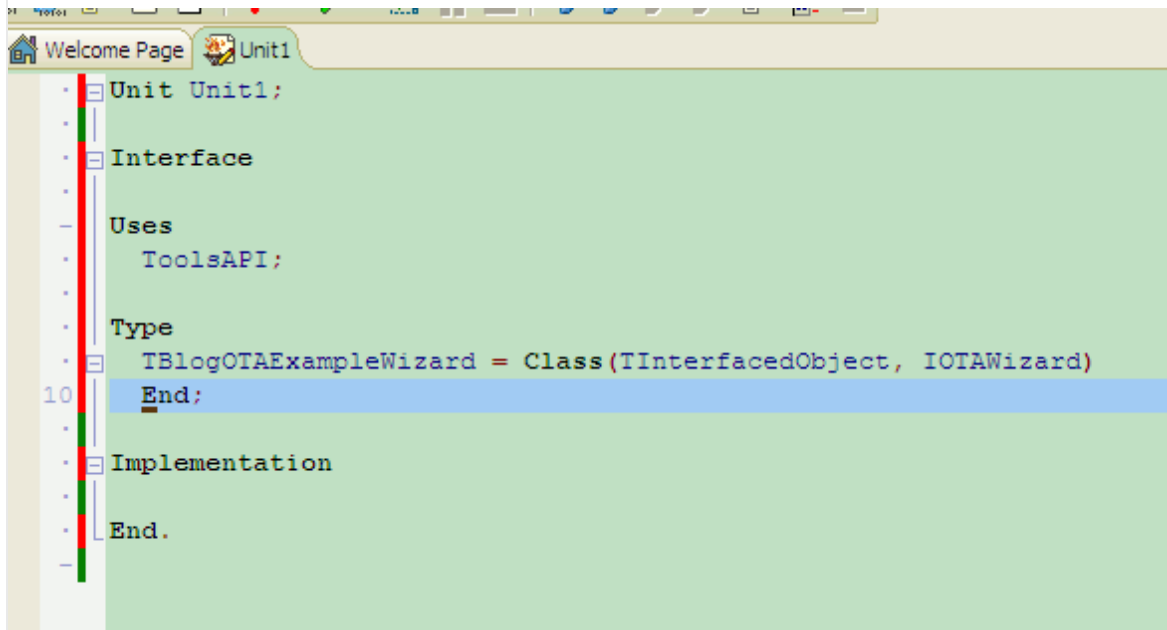 Welcome Page Unit1
Unit Unit1;
Interface
Uses
ToolsAPI;
Type
TBlogOTAExampleWizard = Class(TInterfacedObject, IOTAWizard)
10 End;
Implementation
End.